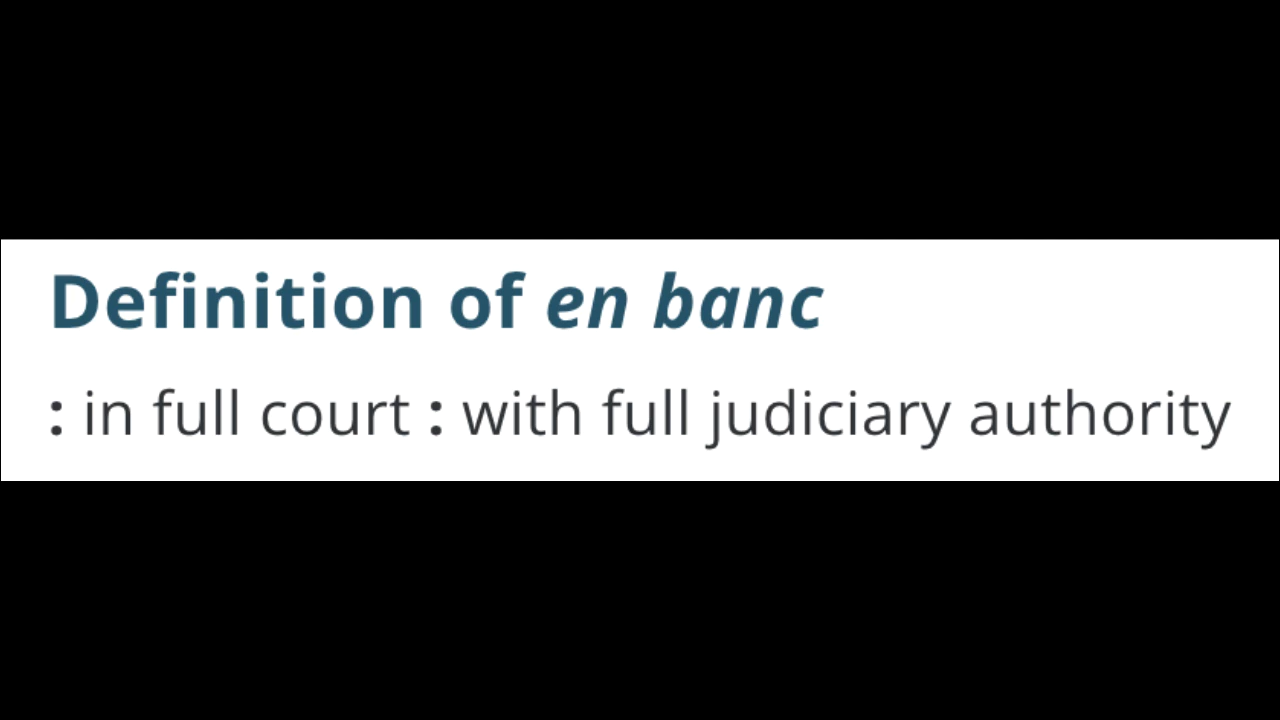 Definition of en banc
: in full court : with full judiciary authority